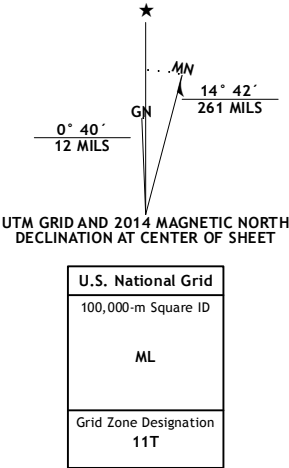 MN
14° 42´
261 MILS
GN
0° 40´
12 MILS
UTM GRID AND 2014 MAGNETIC NORTH
DECLINATION AT CENTER OF SHEET
U.S. National Grid
100,000-m Square ID
ML
Grid Zone Designation
11T